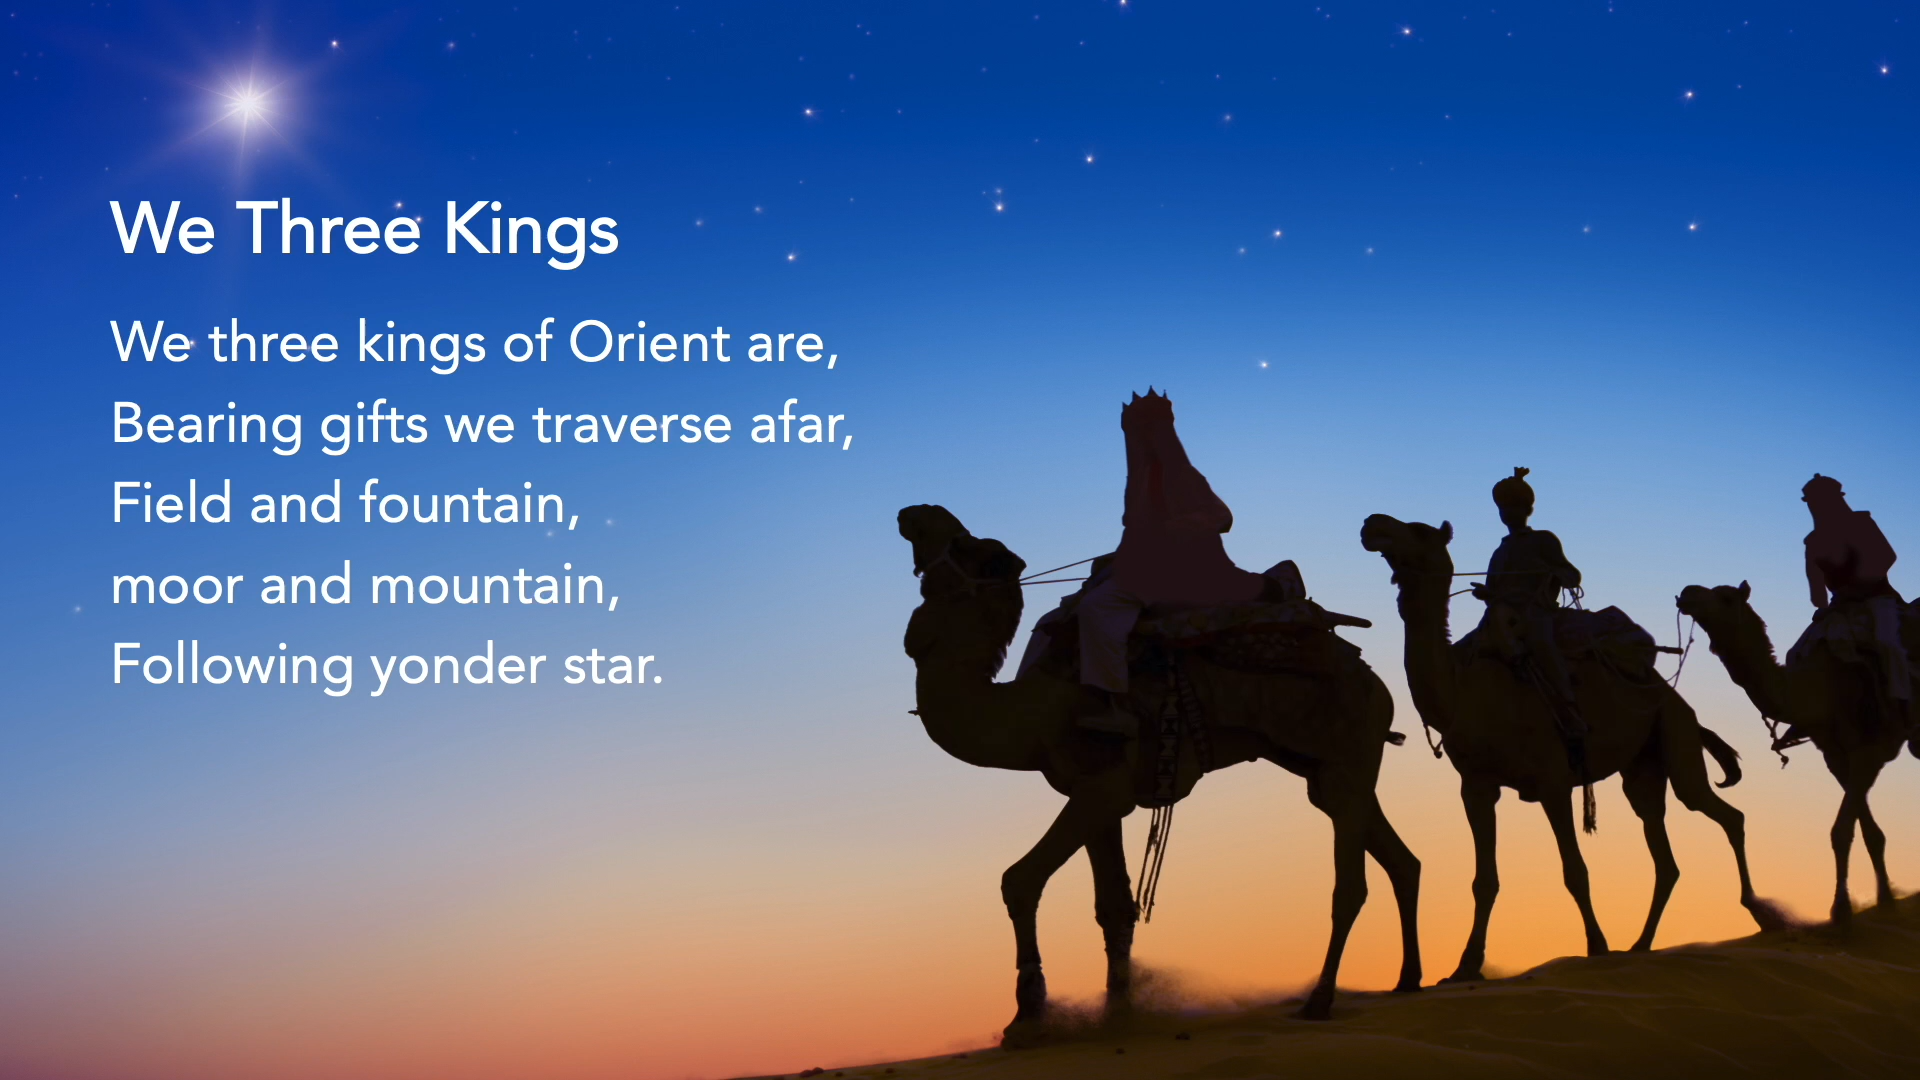 We Three Kings
We three kings of Orient are,
Bearing gifts we traverse afar,
Field and fountain,
moor and mountain,
Following yonder star.